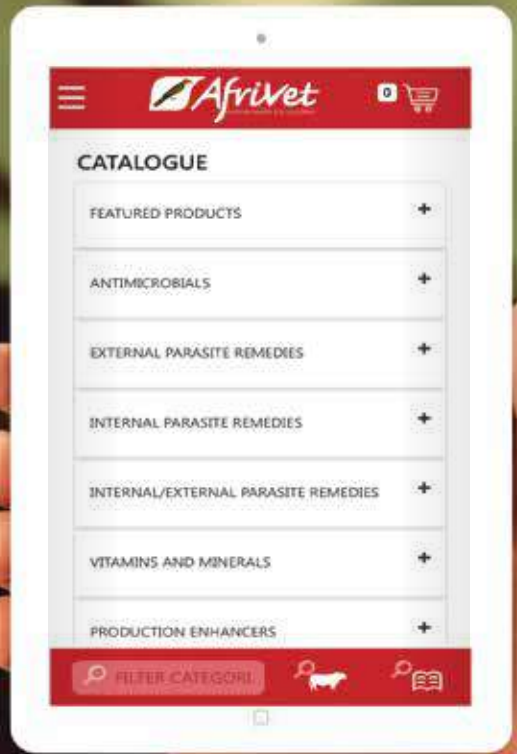 AfriVet
0
CATALOGUE
FEATURED PRODUCTS
+
ANTIMICROBIALS
+
EXTERNAL PARASITE REMEDIES
+
INTERNAL PARASITE REMEDIES
+
INTERNAL/EXTERNAL PARASITE REMEDIES
+
VITAMINS AND MINERALS
+
PRODUCTION ENHANCERS
+
FILTER CATEGORI